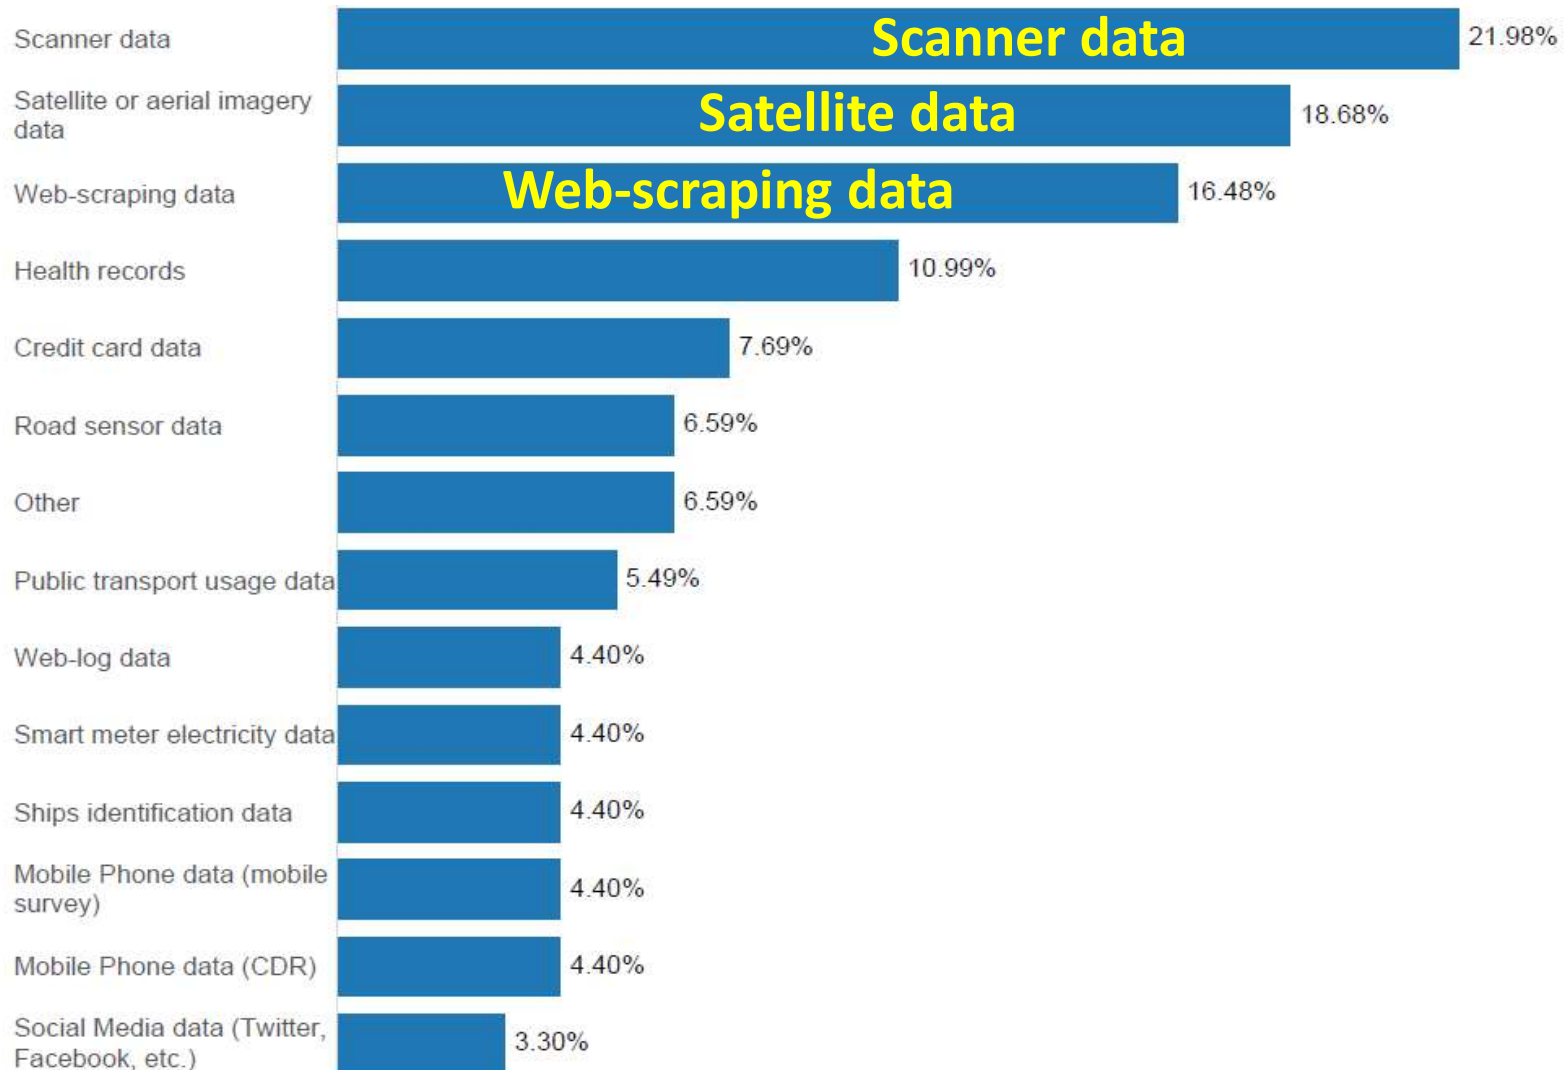 Scanner data
Scanner data
21.98%
Satellite or aerial imagery
data
Satellite data
18.68%
Web-scraping data
Web-scraping data
16.48%
Health records
10.99%
Credit card data
7.69%
Road sensor data
6.59%
Other
6.59%
Public transport usage data
5.49%
Web-log data
4.40%
Smart meter electricity data
4.40%
Ships identification data
4.40%
Mobile Phone data (mobile
survey)
4.40%
Mobile Phone data (CDR)
4.40%
Social Media data (Twitter,
Facebook, etc.)
3.30%